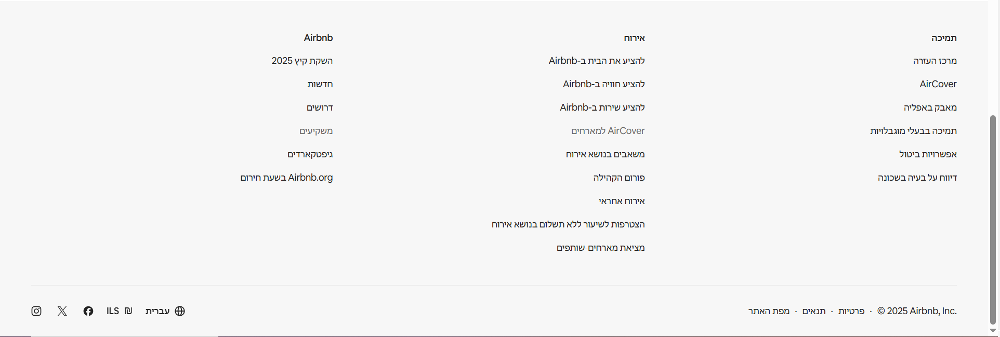 תמיכה
מרכז העזרה
AirCover
מאבק באפליה
תמיכה בבעלי מוגבלויות
אפשרויות ביטול
דיווח על בעיה בשכונה
אירוח
להציע את הבית ב-Airbnb
להציע חוויה ב-Airbnb
להציע שירות ב-Airbnb
AirCover למארחים
משאבים בנושא אירוח
פורום הקהילה
אירוח אחראי
הצטרפות לשיעור ללא תשלום בנושא אירוח
מציאת מארחים-שותפים
Airbnb
השקת קיץ 2025
חדשות
דרושים
משקיעים
גיפטקארדים
Airbnb.org בשעת חירום
© 2025 Airbnb, Inc. · פרטיות · תנאים · מפת האתר
עברית ₪ ILS